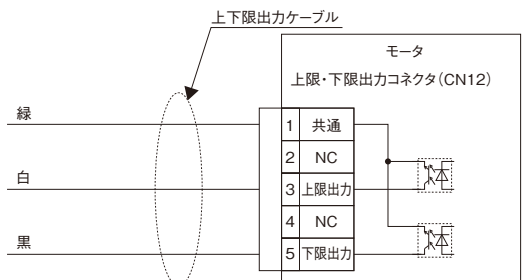 上下限出力ケーブル
モータ
上限・下限出力コネクタ(CN12)
緑
1 共通
2 NC
白
3 上限出力
4 NC
黒
5 下限出力